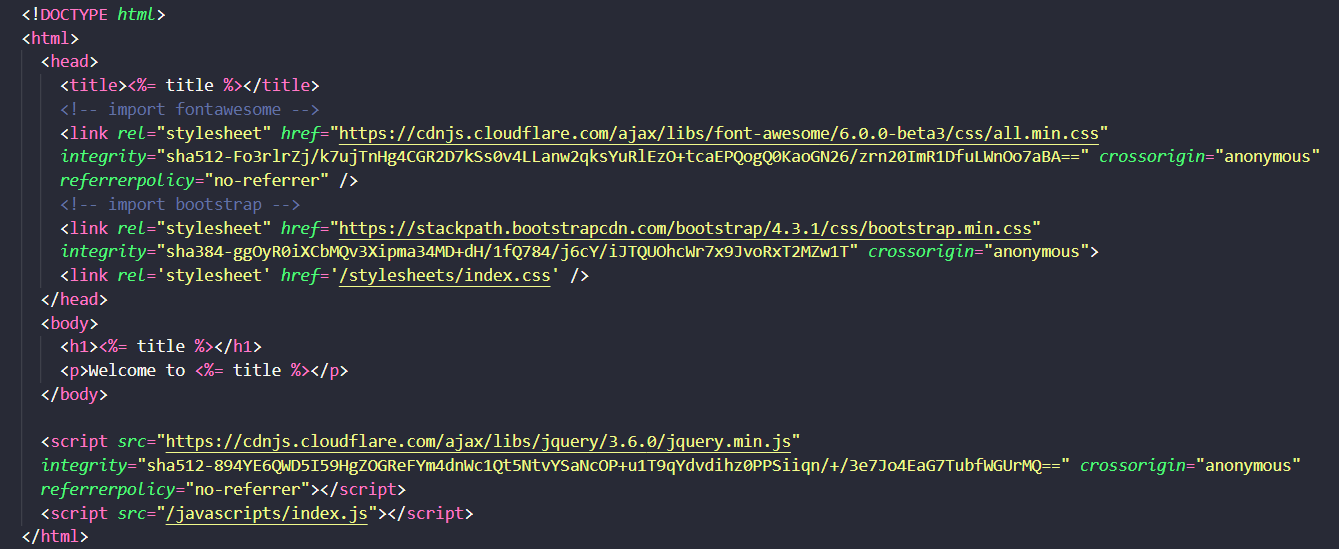 <!DOCTYPE html>
<html>
<head>
<title><%= title %></title>
<!-- import fontawesome -->
<link rel="stylesheet" href="https://cdnjs.cloudflare.com/ajax/libs/font-awesome/6.0.0-beta3/css/all.min.css"
integrity="sha512-Fo3rlrZj/k7ujTnHg4CGR2D7kSs0v4LLanw2qksYuRlEzO+tcaEPQogQ0KaoGN26/zrn20ImR1DfuLWnOo7aBA==" crossorigin="anonymous"
referrerpolicy="no-referrer" />
<!-- import bootstrap -->
<link rel="stylesheet" href="https://stackpath.bootstrapcdn.com/bootstrap/4.3.1/css/bootstrap.min.css"
integrity="sha384-ggOyR0iXCbMQv3Xipma34MD+dH/1fQ784/j6cY/iJTQUOhcWr7x9JvoRxT2MZw1T" crossorigin="anonymous">
<link rel='stylesheet' href='/stylesheets/index.css' />
</head>
<body>
<h1><%= title %></h1>
<p>Welcome to <%= title %></p>
</body>
<script src="https://cdnjs.cloudflare.com/ajax/libs/jquery/3.6.0/jquery.min.js"
integrity="sha512-894YE6QWD5I59HgZOGReFYm4dnWc1Qt5NtvYSaNcOP+u1T9qYdvdihz0PPSiiqn/+/3e7Jo4EaG7TubfWGUrMQ==" crossorigin="anonymous"
referrerpolicy="no-referrer"></script>
<script src="/javascripts/index.js"></script>
</html>